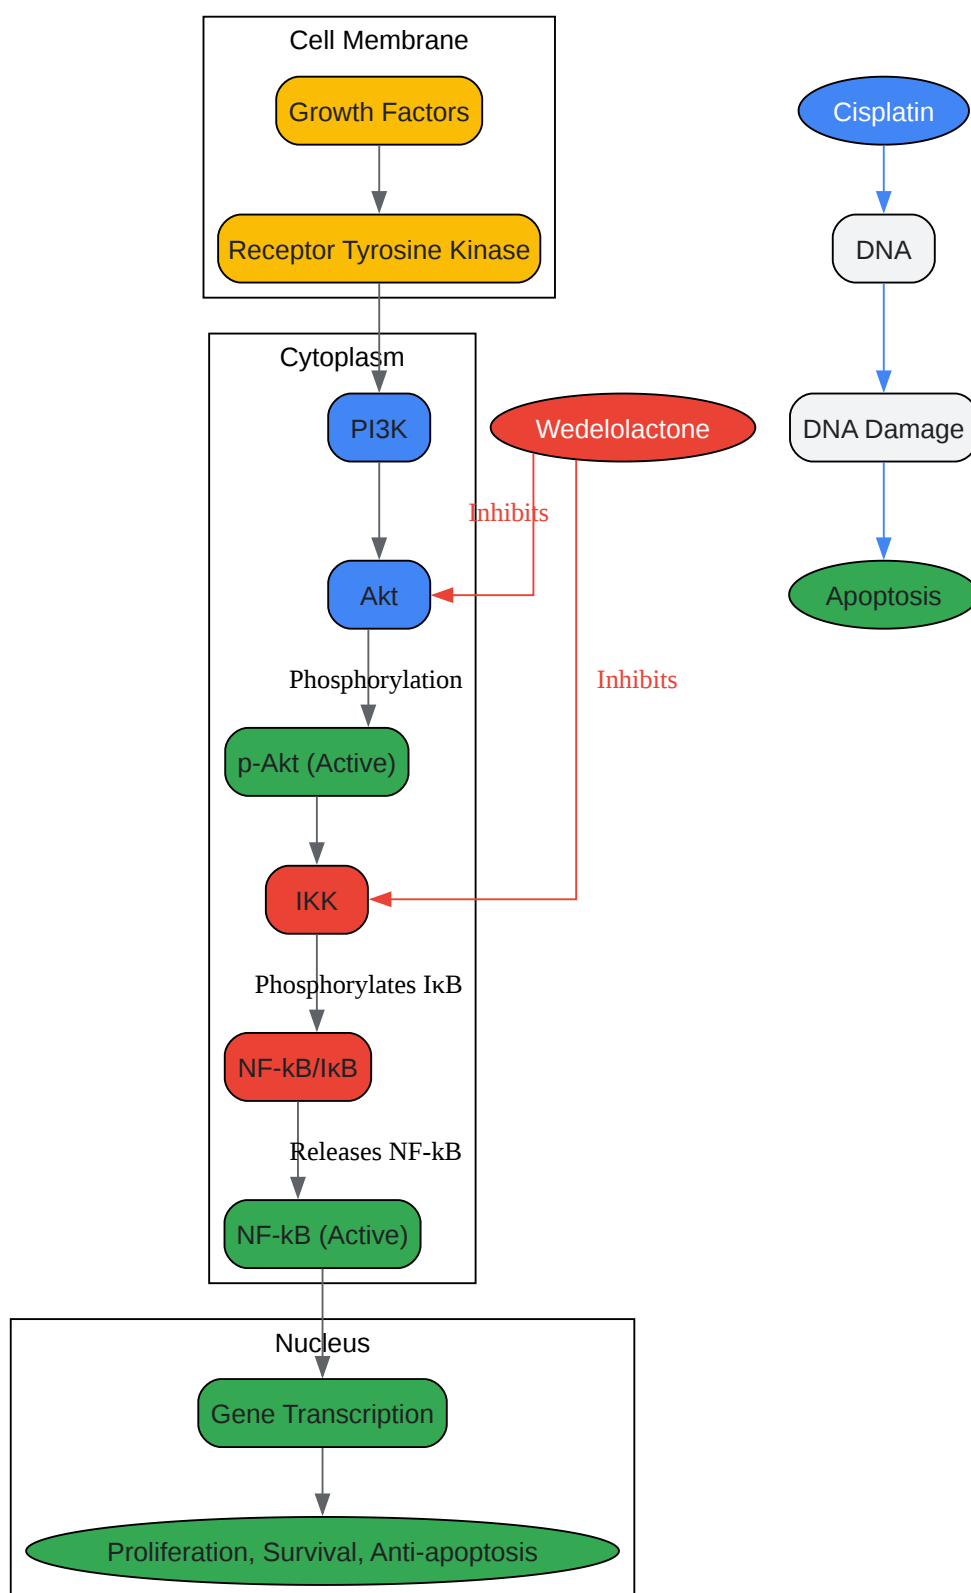 Cell Membrane
Growth Factors
Cisplatin
Receptor Tyrosine Kinase
DNA
Cytoplasm
PI3K
Wedelolactone
DNA Damage
Inhibits
Akt
Apoptosis
Phosphorylation
Inhibits
p-Akt (Active)
IKK
Phosphorylates IκB
NF-kB/IκB
Releases NF-kB
NF-kB (Active)
Nucleus
Gene Transcription
Proliferation, Survival, Anti-apoptosis